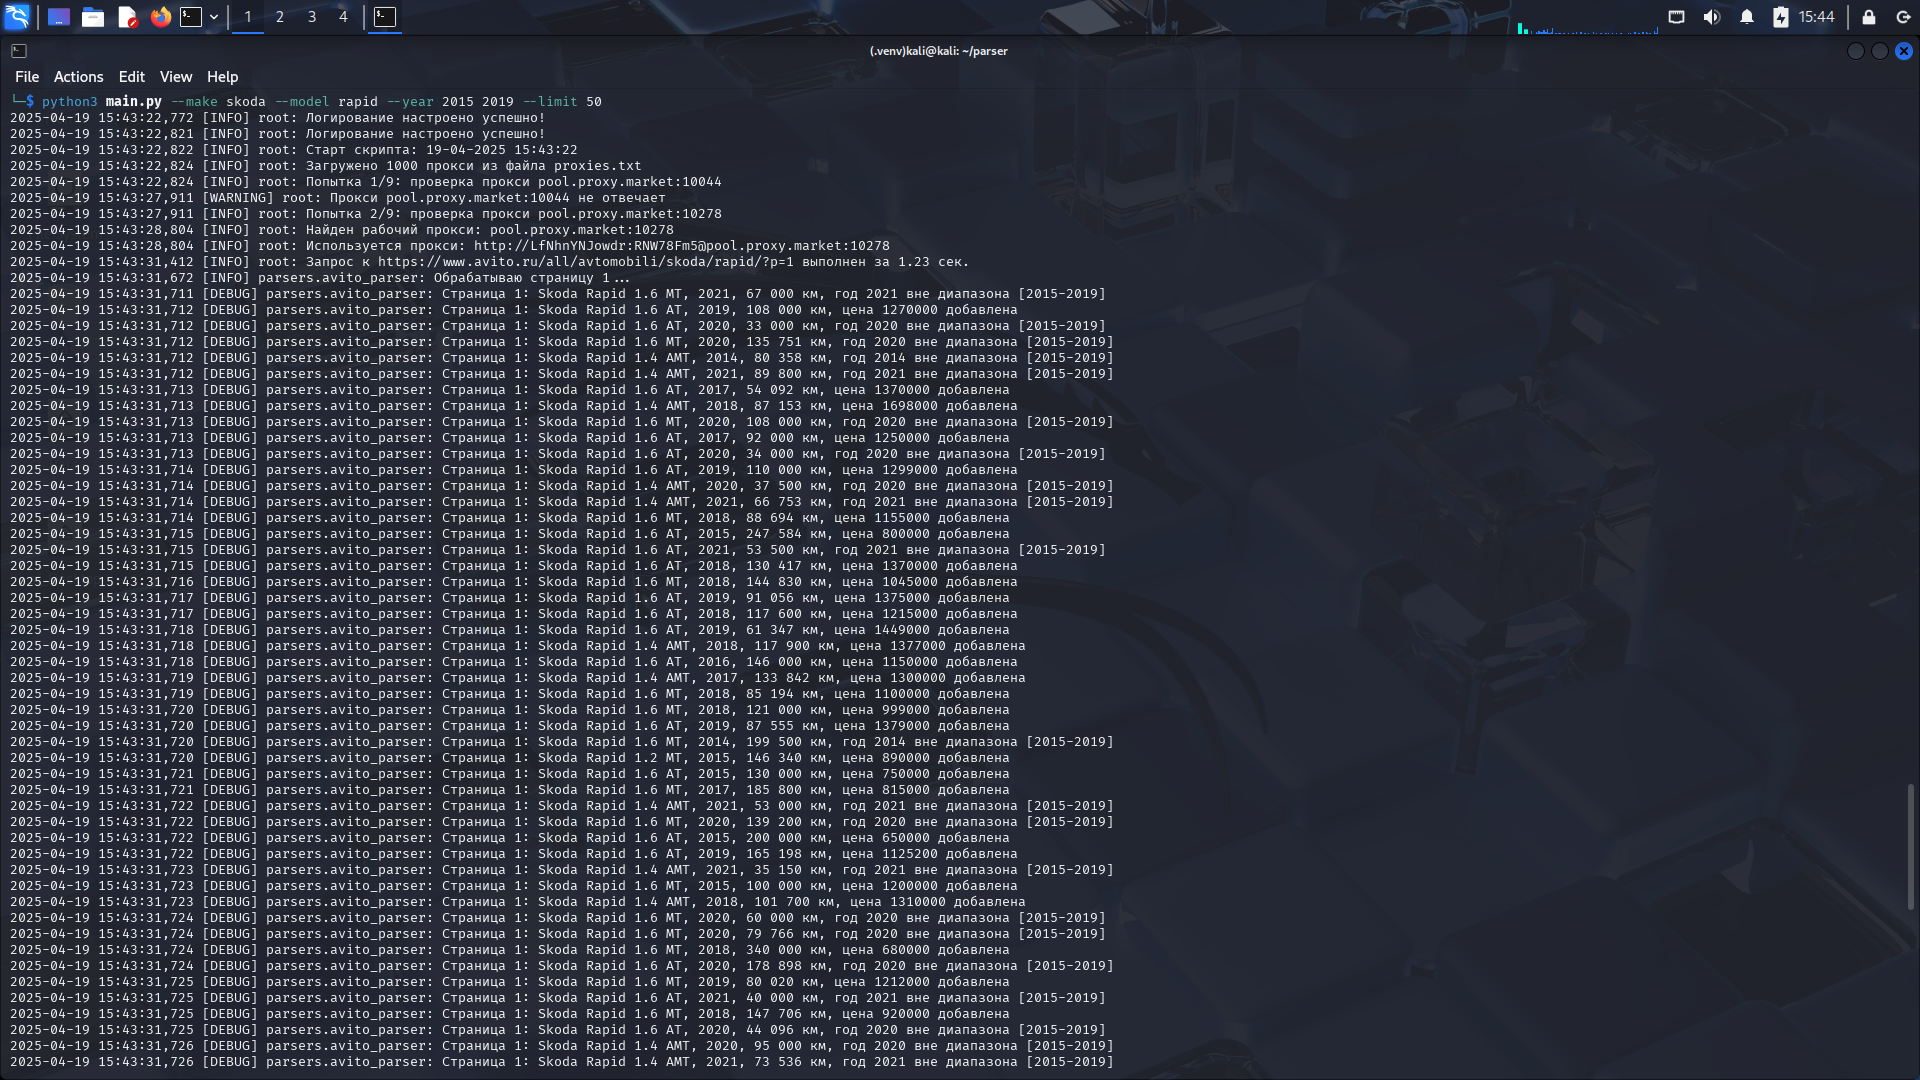 1 2 3 4 15:44
(.venv)kali@kali: ~/parser
File Actions Edit View Help
└─$ python3 main.py --make skoda --model rapid --year 2015 2019 --limit 50
2025-04-19 15:43:22,772 [INFO] root: Логирование настроено успешно!
2025-04-19 15:43:22,821 [INFO] root: Логирование настроено успешно!
2025-04-19 15:43:22,822 [INFO] root: Старт скрипта: 19-04-2025 15:43:22
2025-04-19 15:43:22,824 [INFO] root: Загружено 1000 прокси из файла proxies.txt
2025-04-19 15:43:22,824 [INFO] root: Попытка 1/9: проверка прокси pool.proxy.market:10044
2025-04-19 15:43:27,911 [WARNING] root: Прокси pool.proxy.market:10044 не отвечает
2025-04-19 15:43:27,911 [INFO] root: Попытка 2/9: проверка прокси pool.proxy.market:10278
2025-04-19 15:43:28,804 [INFO] root: Найден рабочий прокси: pool.proxy.market:10278
2025-04-19 15:43:28,804 [INFO] root: Используется прокси: http://LfNhnYNJowdr:RNW78Fm5@pool.proxy.market:10278
2025-04-19 15:43:31,412 [INFO] root: Запрос к https://www.avito.ru/all/avtomobili/skoda/rapid/?p=1 выполнен за 1.23 сек.
2025-04-19 15:43:31,672 [INFO] parsers.avito_parser: Обрабатываю страницу 1...
2025-04-19 15:43:31,711 [DEBUG] parsers.avito_parser: Страница 1: Skoda Rapid 1.6 MT, 2021, 67 000 км, год 2021 вне диапазона [2015-2019]
2025-04-19 15:43:31,712 [DEBUG] parsers.avito_parser: Страница 1: Skoda Rapid 1.6 AT, 2019, 108 000 км, цена 1270000 добавлена
2025-04-19 15:43:31,712 [DEBUG] parsers.avito_parser: Страница 1: Skoda Rapid 1.6 AT, 2020, 33 000 км, год 2020 вне диапазона [2015-2019]
2025-04-19 15:43:31,712 [DEBUG] parsers.avito_parser: Страница 1: Skoda Rapid 1.6 MT, 2020, 135 751 км, год 2020 вне диапазона [2015-2019]
2025-04-19 15:43:31,712 [DEBUG] parsers.avito_parser: Страница 1: Skoda Rapid 1.4 AMT, 2014, 80 358 км, год 2014 вне диапазона [2015-2019]
2025-04-19 15:43:31,712 [DEBUG] parsers.avito_parser: Страница 1: Skoda Rapid 1.4 AMT, 2021, 89 800 км, год 2021 вне диапазона [2015-2019]
2025-04-19 15:43:31,713 [DEBUG] parsers.avito_parser: Страница 1: Skoda Rapid 1.6 AT, 2017, 54 092 км, цена 1370000 добавлена
2025-04-19 15:43:31,713 [DEBUG] parsers.avito_parser: Страница 1: Skoda Rapid 1.4 AMT, 2018, 87 153 км, цена 1698000 добавлена
2025-04-19 15:43:31,713 [DEBUG] parsers.avito_parser: Страница 1: Skoda Rapid 1.6 MT, 2020, 108 000 км, год 2020 вне диапазона [2015-2019]
2025-04-19 15:43:31,713 [DEBUG] parsers.avito_parser: Страница 1: Skoda Rapid 1.6 AT, 2017, 92 000 км, цена 1250000 добавлена
2025-04-19 15:43:31,713 [DEBUG] parsers.avito_parser: Страница 1: Skoda Rapid 1.6 AT, 2020, 34 000 км, год 2020 вне диапазона [2015-2019]
2025-04-19 15:43:31,714 [DEBUG] parsers.avito_parser: Страница 1: Skoda Rapid 1.6 AT, 2019, 110 000 км, цена 1299000 добавлена
2025-04-19 15:43:31,714 [DEBUG] parsers.avito_parser: Страница 1: Skoda Rapid 1.4 AMT, 2020, 37 500 км, год 2020 вне диапазона [2015-2019]
2025-04-19 15:43:31,714 [DEBUG] parsers.avito_parser: Страница 1: Skoda Rapid 1.4 AMT, 2021, 66 753 км, год 2021 вне диапазона [2015-2019]
2025-04-19 15:43:31,714 [DEBUG] parsers.avito_parser: Страница 1: Skoda Rapid 1.6 MT, 2018, 88 694 км, цена 1155000 добавлена
2025-04-19 15:43:31,715 [DEBUG] parsers.avito_parser: Страница 1: Skoda Rapid 1.6 AT, 2015, 247 584 км, цена 800000 добавлена
2025-04-19 15:43:31,715 [DEBUG] parsers.avito_parser: Страница 1: Skoda Rapid 1.6 AT, 2021, 53 500 км, год 2021 вне диапазона [2015-2019]
2025-04-19 15:43:31,715 [DEBUG] parsers.avito_parser: Страница 1: Skoda Rapid 1.6 AT, 2018, 130 417 км, цена 1370000 добавлена
2025-04-19 15:43:31,716 [DEBUG] parsers.avito_parser: Страница 1: Skoda Rapid 1.6 MT, 2018, 144 830 км, цена 1045000 добавлена
2025-04-19 15:43:31,717 [DEBUG] parsers.avito_parser: Страница 1: Skoda Rapid 1.6 AT, 2019, 91 056 км, цена 1375000 добавлена
2025-04-19 15:43:31,717 [DEBUG] parsers.avito_parser: Страница 1: Skoda Rapid 1.6 AT, 2018, 117 600 км, цена 1215000 добавлена
2025-04-19 15:43:31,718 [DEBUG] parsers.avito_parser: Страница 1: Skoda Rapid 1.6 AT, 2019, 61 347 км, цена 1449000 добавлена
2025-04-19 15:43:31,718 [DEBUG] parsers.avito_parser: Страница 1: Skoda Rapid 1.4 AMT, 2018, 117 900 км, цена 1377000 добавлена
2025-04-19 15:43:31,718 [DEBUG] parsers.avito_parser: Страница 1: Skoda Rapid 1.6 AT, 2016, 146 000 км, цена 1150000 добавлена
2025-04-19 15:43:31,719 [DEBUG] parsers.avito_parser: Страница 1: Skoda Rapid 1.4 AMT, 2017, 133 842 км, цена 1300000 добавлена
2025-04-19 15:43:31,719 [DEBUG] parsers.avito_parser: Страница 1: Skoda Rapid 1.6 MT, 2018, 85 194 км, цена 1100000 добавлена
2025-04-19 15:43:31,720 [DEBUG] parsers.avito_parser: Страница 1: Skoda Rapid 1.6 MT, 2018, 121 000 км, цена 999000 добавлена
2025-04-19 15:43:31,720 [DEBUG] parsers.avito_parser: Страница 1: Skoda Rapid 1.6 AT, 2019, 87 555 км, цена 1379000 добавлена
2025-04-19 15:43:31,720 [DEBUG] parsers.avito_parser: Страница 1: Skoda Rapid 1.6 MT, 2014, 199 500 км, год 2014 вне диапазона [2015-2019]
2025-04-19 15:43:31,720 [DEBUG] parsers.avito_parser: Страница 1: Skoda Rapid 1.2 MT, 2015, 146 340 км, цена 890000 добавлена
2025-04-19 15:43:31,721 [DEBUG] parsers.avito_parser: Страница 1: Skoda Rapid 1.6 AT, 2015, 130 000 км, цена 750000 добавлена
2025-04-19 15:43:31,721 [DEBUG] parsers.avito_parser: Страница 1: Skoda Rapid 1.6 MT, 2017, 185 800 км, цена 815000 добавлена
2025-04-19 15:43:31,722 [DEBUG] parsers.avito_parser: Страница 1: Skoda Rapid 1.4 AMT, 2021, 53 000 км, год 2021 вне диапазона [2015-2019]
2025-04-19 15:43:31,722 [DEBUG] parsers.avito_parser: Страница 1: Skoda Rapid 1.6 MT, 2020, 139 200 км, год 2020 вне диапазона [2015-2019]
2025-04-19 15:43:31,722 [DEBUG] parsers.avito_parser: Страница 1: Skoda Rapid 1.6 AT, 2015, 200 000 км, цена 650000 добавлена
2025-04-19 15:43:31,722 [DEBUG] parsers.avito_parser: Страница 1: Skoda Rapid 1.6 AT, 2019, 165 198 км, цена 1125200 добавлена
2025-04-19 15:43:31,723 [DEBUG] parsers.avito_parser: Страница 1: Skoda Rapid 1.4 AMT, 2021, 35 150 км, год 2021 вне диапазона [2015-2019]
2025-04-19 15:43:31,723 [DEBUG] parsers.avito_parser: Страница 1: Skoda Rapid 1.6 MT, 2015, 100 000 км, цена 1200000 добавлена
2025-04-19 15:43:31,723 [DEBUG] parsers.avito_parser: Страница 1: Skoda Rapid 1.4 AMT, 2018, 101 700 км, цена 1310000 добавлена
2025-04-19 15:43:31,724 [DEBUG] parsers.avito_parser: Страница 1: Skoda Rapid 1.6 MT, 2020, 60 000 км, год 2020 вне диапазона [2015-2019]
2025-04-19 15:43:31,724 [DEBUG] parsers.avito_parser: Страница 1: Skoda Rapid 1.6 MT, 2020, 79 766 км, год 2020 вне диапазона [2015-2019]
2025-04-19 15:43:31,724 [DEBUG] parsers.avito_parser: Страница 1: Skoda Rapid 1.6 MT, 2018, 340 000 км, цена 680000 добавлена
2025-04-19 15:43:31,724 [DEBUG] parsers.avito_parser: Страница 1: Skoda Rapid 1.6 AT, 2020, 178 898 км, год 2020 вне диапазона [2015-2019]
2025-04-19 15:43:31,725 [DEBUG] parsers.avito_parser: Страница 1: Skoda Rapid 1.6 MT, 2019, 80 020 км, цена 1212000 добавлена
2025-04-19 15:43:31,725 [DEBUG] parsers.avito_parser: Страница 1: Skoda Rapid 1.6 AT, 2021, 40 000 км, год 2021 вне диапазона [2015-2019]
2025-04-19 15:43:31,725 [DEBUG] parsers.avito_parser: Страница 1: Skoda Rapid 1.6 MT, 2018, 147 706 км, цена 920000 добавлена
2025-04-19 15:43:31,725 [DEBUG] parsers.avito_parser: Страница 1: Skoda Rapid 1.6 AT, 2020, 44 096 км, год 2020 вне диапазона [2015-2019]
2025-04-19 15:43:31,726 [DEBUG] parsers.avito_parser: Страница 1: Skoda Rapid 1.4 AMT, 2020, 95 000 км, год 2020 вне диапазона [2015-2019]
2025-04-19 15:43:31,726 [DEBUG] parsers.avito_parser: Страница 1: Skoda Rapid 1.4 AMT, 2021, 73 536 км, год 2021 вне диапазона [2015-2019]